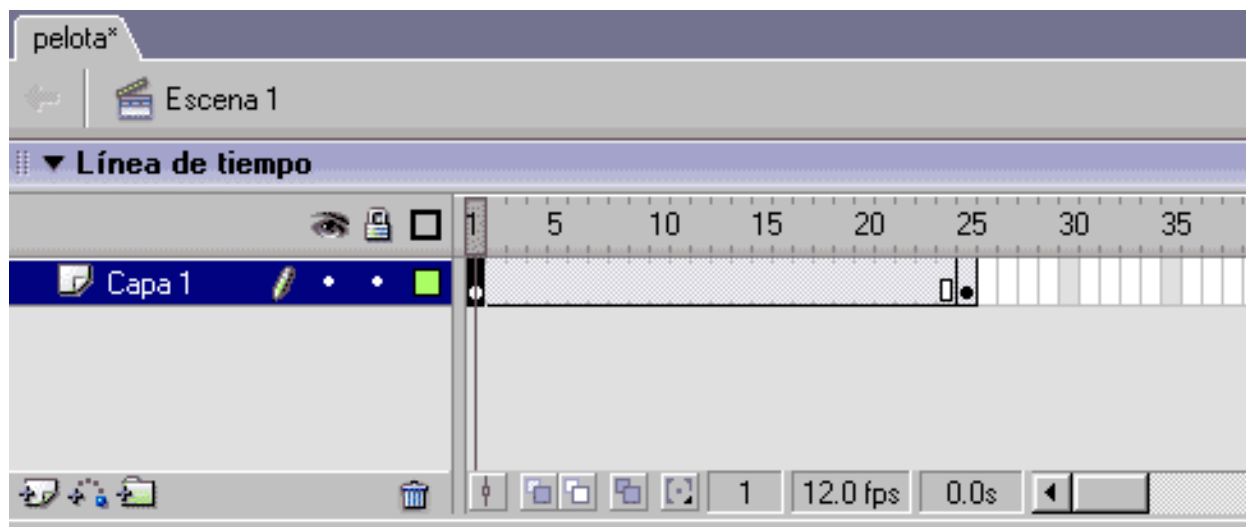 pelota*
Escena 1
Línea de tiempo
1 5 10 15 20 25 30 35
Capa 1
1 12.0 fps 0.0s